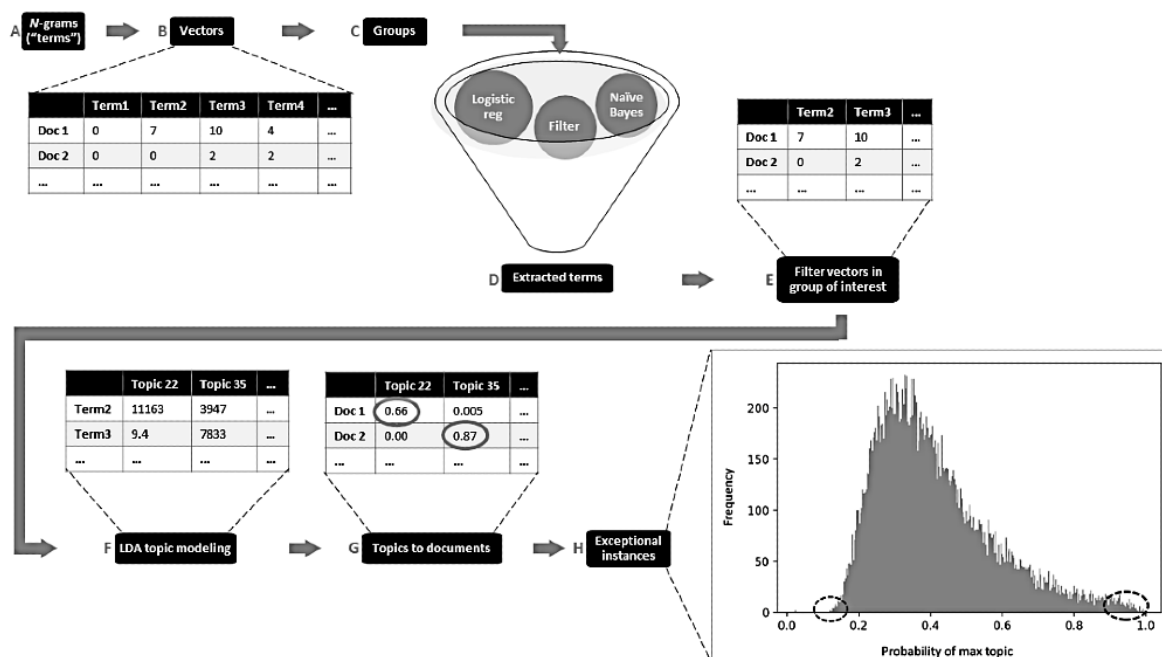 A N-grams ("terms")
B Vectors
C Groups
Term1 Term2 Term3 Term4 ...
Doc 1 0 7 10 4 ...
Doc 2 0 0 2 2 ...
... ... ... ... ... ...
Logistic reg
Filter
Naïve Bayes
Term2 Term3 ...
Doc 1 7 10 ...
Doc 2 0 2 ...
... ... ... ...
D Extracted terms
E Filter vectors in
group of interest
Topic 22 Topic 35 ...
Term2 11163 3947 ...
Term3 9.4 7833 ...
... ... ... ...
Topic 22 Topic 35 ...
Doc 1 0.66 0.005 ...
Doc 2 0.00 0.87 ...
... ... ... ...
F LDA topic modeling
G Topics to documents
H Exceptional
instances
Frequency
200
150
100
50
0
0.0 0.2 0.4 0.6 0.8 1.0
Probability of max topic